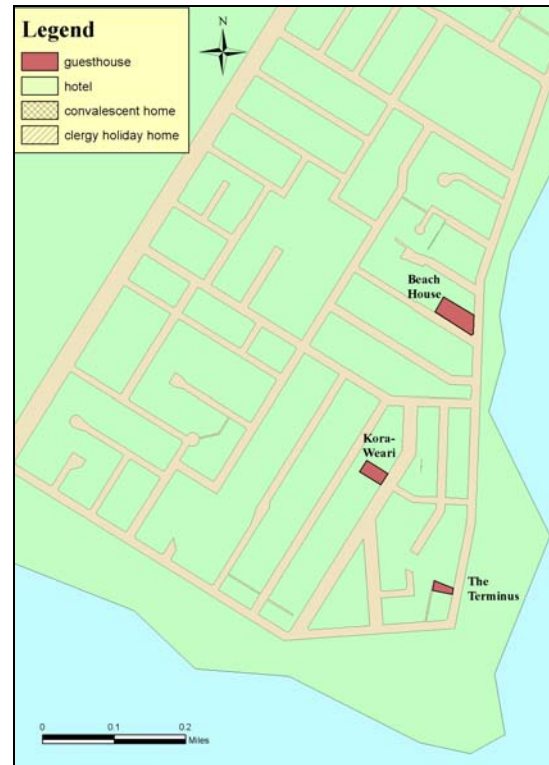 Legend
guesthouse
hotel
convalescent home
clergy holiday home
N
Beach
House
Kora-
Weari
The
Terminus
0 0.1 0.2
Miles